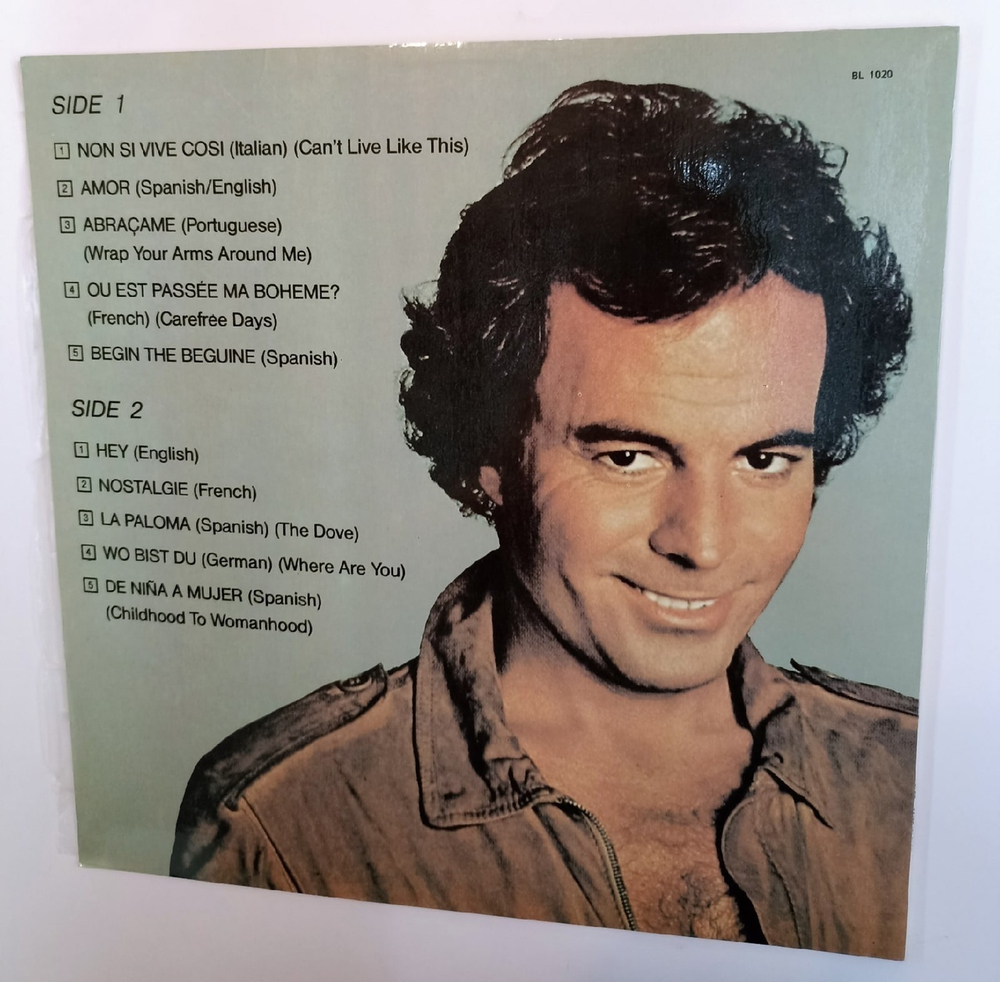 BL 1020
SIDE 1
1 NON SI VIVE COSI (Italian) (Can't Live Like This)
2 AMOR (Spanish/English)
3 ABRAÇAME (Portuguese)
(Wrap Your Arms Around Me)
4 OU EST PASSÉE MA BOHEME?
(French) (Carefree Days)
5 BEGIN THE BEGUINE (Spanish)
SIDE 2
1 HEY (English)
2 NOSTALGIE (French)
3 LA PALOMA (Spanish) (The Dove)
4 WO BIST DU (German) (Where Are You)
5 DE NIÑA A MUJER (Spanish)
(Childhood To Womanhood)